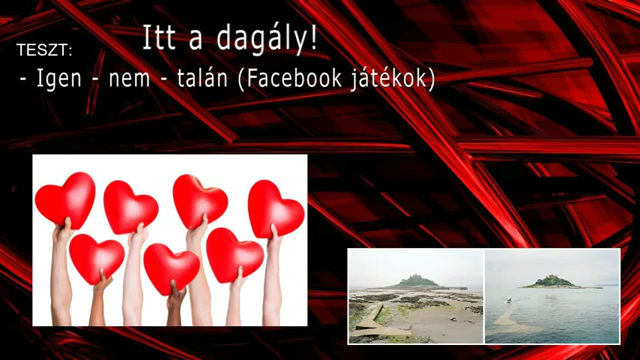 Itt a dagály!
TESZT:
- Igen - nem - talán (Facebook játékok)